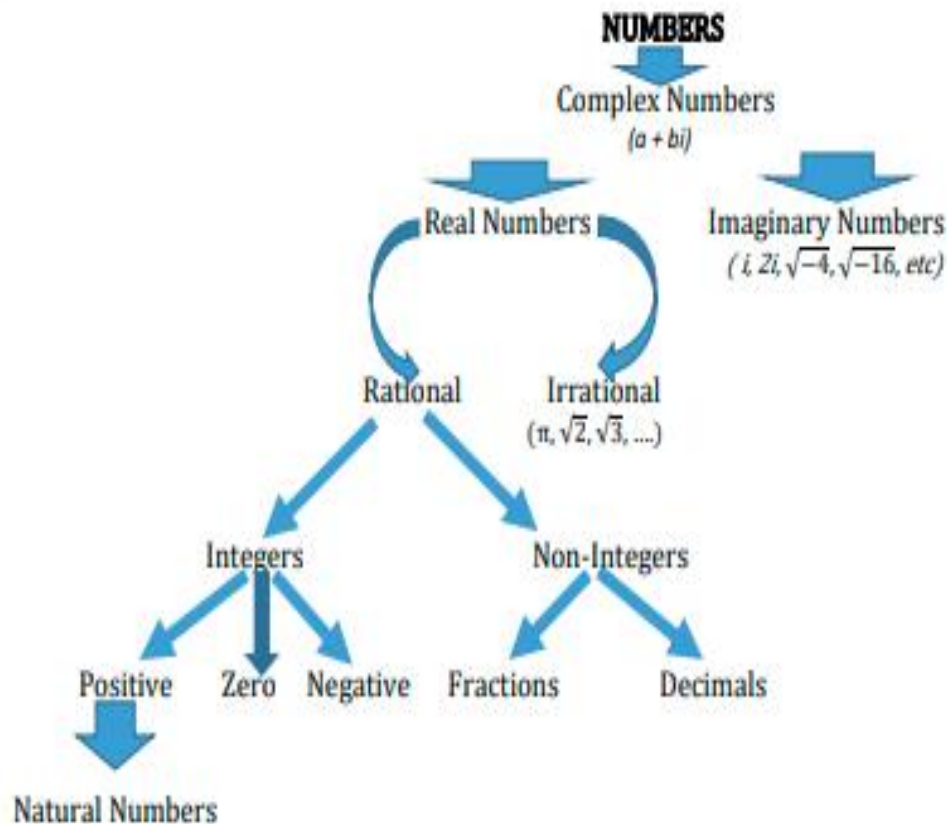 NUMBERS
Complex Numbers
(a + bi)
Real Numbers
Imaginary Numbers
( i, 2i, √-4, √-16, etc)
Rational
Irrational
(π, √2, √3, ....)
Integers
Non-Integers
Positive
Zero
Negative
Fractions
Decimals
Natural Numbers